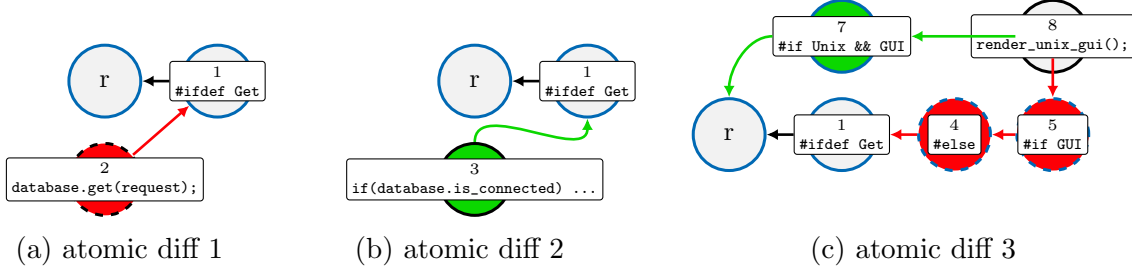 r
1
#ifdef Get
2
database.get(request);
(a) atomic diff 1
r
1
#ifdef Get
3
if(database.is_connected) ...
(b) atomic diff 2
7
#if Unix && GUI
8
render_unix_gui();
r
1
#ifdef Get
4
#else
5
#if GUI
(c) atomic diff 3